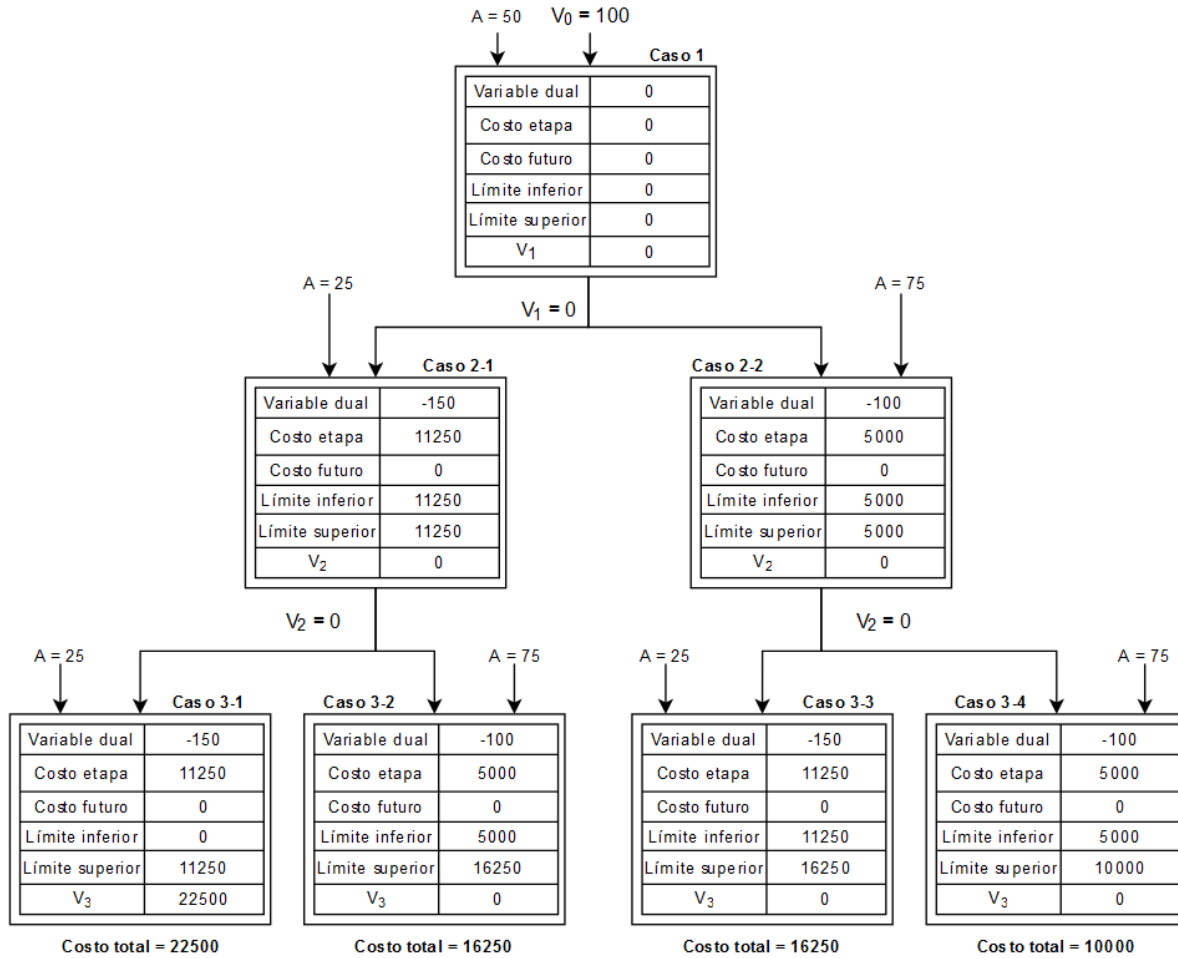 A = 50 V0 = 100
Caso 1
Variable dual 0
Costo etapa 0
Costo futuro 0
Límite inferior 0
Límite superior 0
V1 0
A = 25 V1 = 0 A = 75
Caso 2-1 Caso 2-2
Variable dual -150 Variable dual -100
Costo etapa 11250 Costo etapa 5000
Costo futuro 0 Costo futuro 0
Límite inferior 11250 Límite inferior 5000
Límite superior 11250 Límite superior 5000
V2 0 V2 0
V2 = 0 V2 = 0
A = 25 A = 75 A = 25 A = 75
Caso 3-1 Caso 3-2 Caso 3-3 Caso 3-4
Variable dual -150 Variable dual -100 Variable dual -150 Variable dual -100
Costo etapa 11250 Costo etapa 5000 Costo etapa 11250 Costo etapa 5000
Costo futuro 0 Costo futuro 0 Costo futuro 0 Costo futuro 0
Límite inferior 0 Límite inferior 5000 Límite inferior 11250 Límite inferior 5000
Límite superior 11250 Límite superior 16250 Límite superior 16250 Límite superior 10000
V3 22500 V3 0 V3 0 V3 0
Costo total = 22500 Costo total = 16250 Costo total = 16250 Costo total = 10000